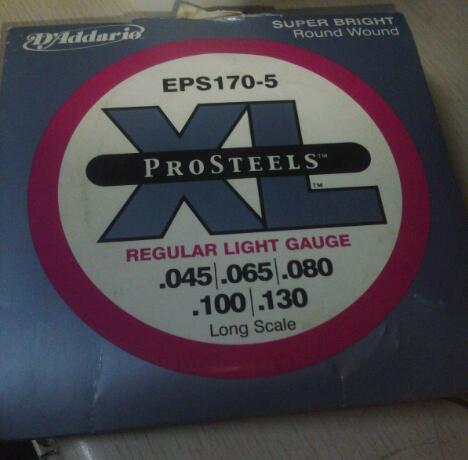 D'Addario
SUPER BRIGHT
Round Wound
EPS170-5
XL
PROSTEELS™
™
REGULAR LIGHT GAUGE
.045|.065|.080
.100|.130
Long Scale